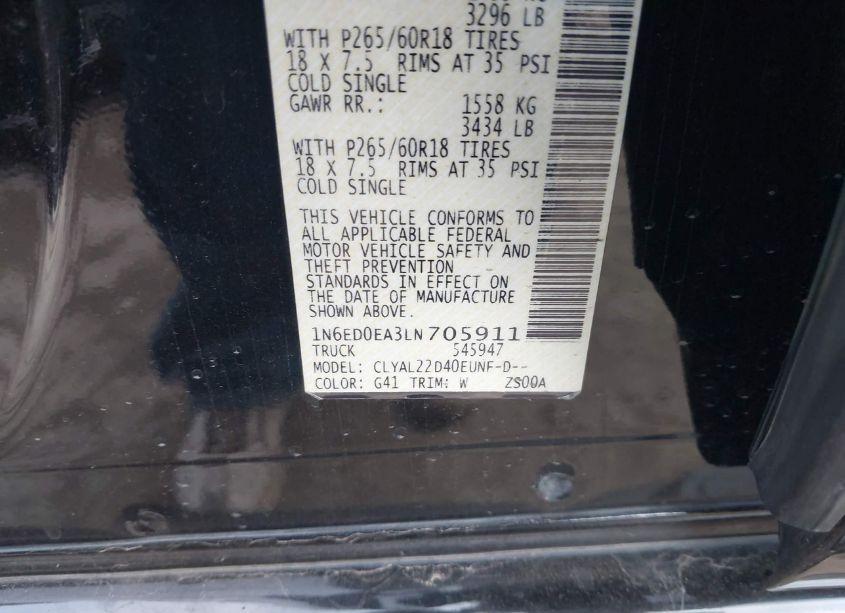 3296 LB
WITH P265/60R18 TIRES
18 X 7.5 RIMS AT 35 PSI
COLD SINGLE
GAWR RR.: 1558 KG
3434 LB
WITH P265/60R18 TIRES
18 X 7.5 RIMS AT 35 PSI
COLD SINGLE
THIS VEHICLE CONFORMS TO
ALL APPLICABLE FEDERAL
MOTOR VEHICLE SAFETY AND
THEFT PREVENTION
STANDARDS IN EFFECT ON
THE DATE OF MANUFACTURE
SHOWN ABOVE.
1N6ED0EA3LN705911
TRUCK 545947
MODEL: CLYAL22D40EUNF-D--
COLOR: G41 TRIM: W ZS00A